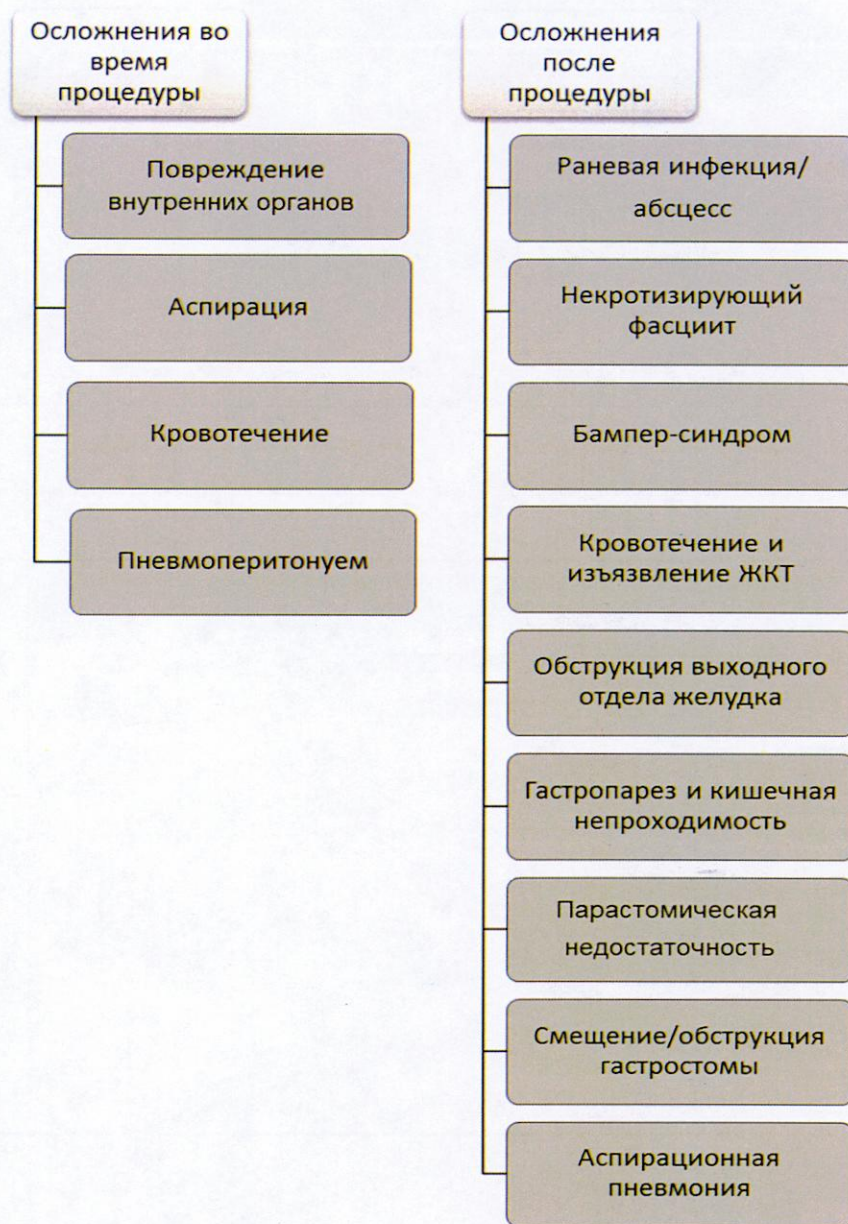 Осложнения во
время
процедуры
Повреждение
внутренних органов
Аспирация
Кровотечение
Пневмоперитонуем
Осложнения
после
процедуры
Раневая инфекция/
абсцесс
Некротизирующий
фасциит
Бампер-синдром
Кровотечение и
изъязвление ЖКТ
Обструкция выходного
отдела желудка
Гастропарез и кишечная
непроходимость
Парастомическая
недостаточность
Смещение/обструкция
гастростомы
Аспирационная
пневмония